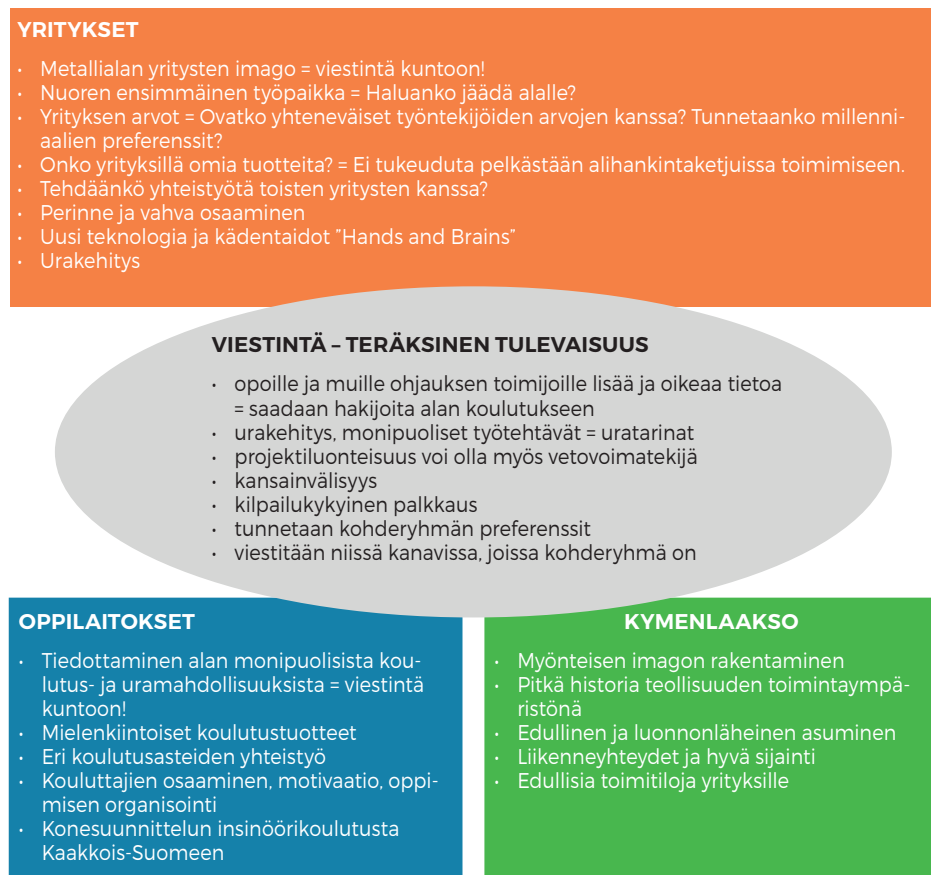 YRITYKSET
• Metallialan yritysten imago = viestintä kuntoon!
• Nuoren ensimmäinen työpaikka = Haluanko jäädä alalle?
• Yrityksen arvot = Ovatko yhteneväiset työntekijöiden arvojen kanssa? Tunnetaanko millenni-
aalien preferenssit?
• Onko yrityksillä omia tuotteita? = Ei tukeuduta pelkästään alihankintaketjuissa toimimiseen.
• Tehdäänkö yhteistyötä toisten yritysten kanssa?
• Perinne ja vahva osaaminen
• Uusi teknologia ja kädentaidot ”Hands and Brains”
• Urakehitys
VIESTINTÄ – TERÄKSINEN TULEVAISUUS
• opoille ja muille ohjauksen toimijoille lisää ja oikeaa tietoa
= saadaan hakijoita alan koulutukseen
• urakehitys, monipuoliset työtehtävät = uratarinat
• projektiluonteisuus voi olla myös vetovoimatekijä
• kansainvälisyys
• kilpailukykyinen palkkaus
• tunnetaan kohderyhmän preferenssit
• viestitään niissä kanavissa, joissa kohderyhmä on
OPPILAITOKSET
• Tiedottaminen alan monipuolisista kou-
lutus- ja uramahdollisuuksista = viestintä
kuntoon!
• Mielenkiintoiset koulutustuotteet
• Eri koulutusasteiden yhteistyö
• Kouluttajien osaaminen, motivaatio, oppi-
misen organisointi
• Konesuunnittelun insinöörikoulutusta
Kaakkois-Suomeen
KYMENLAAKSO
• Myönteisen imagon rakentaminen
• Pitkä historia teollisuuden toimintaympä-
ristönä
• Edullinen ja luonnonläheinen asuminen
• Liikenneyhteydet ja hyvä sijainti
• Edullisia toimitiloja yrityksille